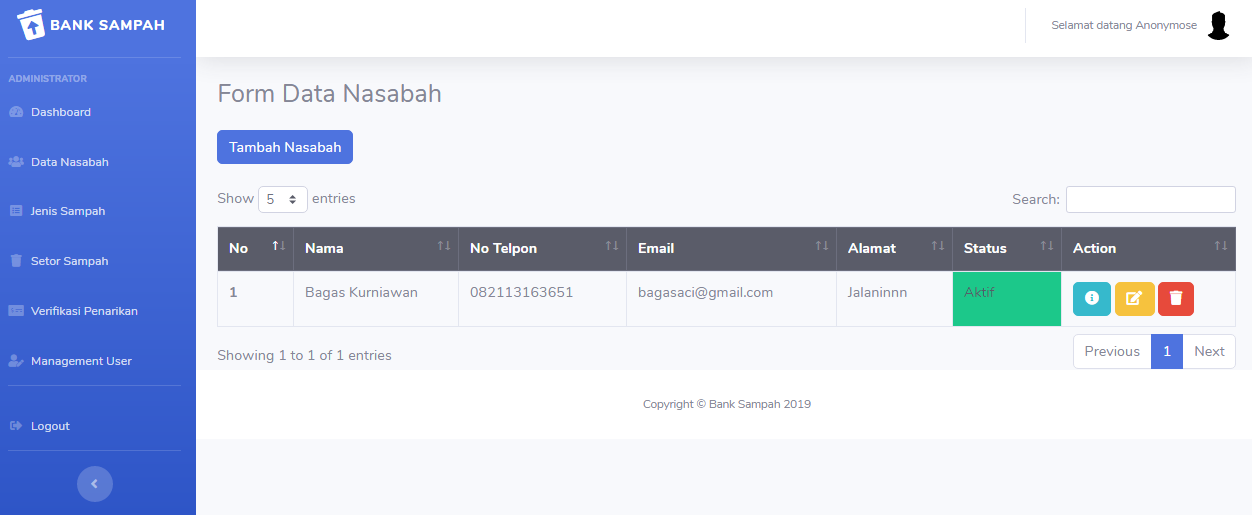 BANK SAMPAH
Selamat datang Anonymose
ADMINISTRATOR
Dashboard
Data Nasabah
Jenis Sampah
Setor Sampah
Verifikasi Penarikan
Management User
Logout
Form Data Nasabah
Tambah Nasabah
Show 5 entries
Search:
No Nama No Telpon Email Alamat Status Action
1 Bagas Kurniawan 082113163651 bagasaci@gmail.com Jalaninnn Aktif
Showing 1 to 1 of 1 entries
Previous 1 Next
Copyright © Bank Sampah 2019